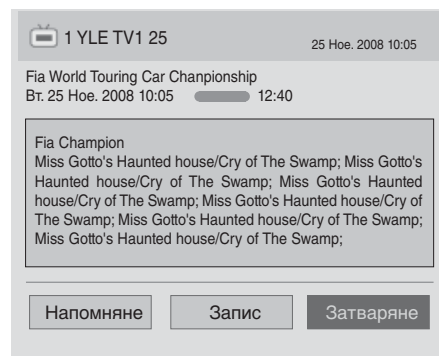 1 YLE TV1 25 25 Ное. 2008 10:05
Fia World Touring Car Chanpionship
Вт. 25 Ное. 2008 10:05 12:40
Fia Champion
Miss Gotto's Haunted house/Cry of The Swamp; Miss Gotto's
Haunted house/Cry of The Swamp; Miss Gotto's Haunted
house/Cry of The Swamp; Miss Gotto's Haunted house/Cry of
The Swamp; Miss Gotto's Haunted house/Cry of The Swamp;
Miss Gotto's Haunted house/Cry of The Swamp;
Напомняне Запис Затваряне